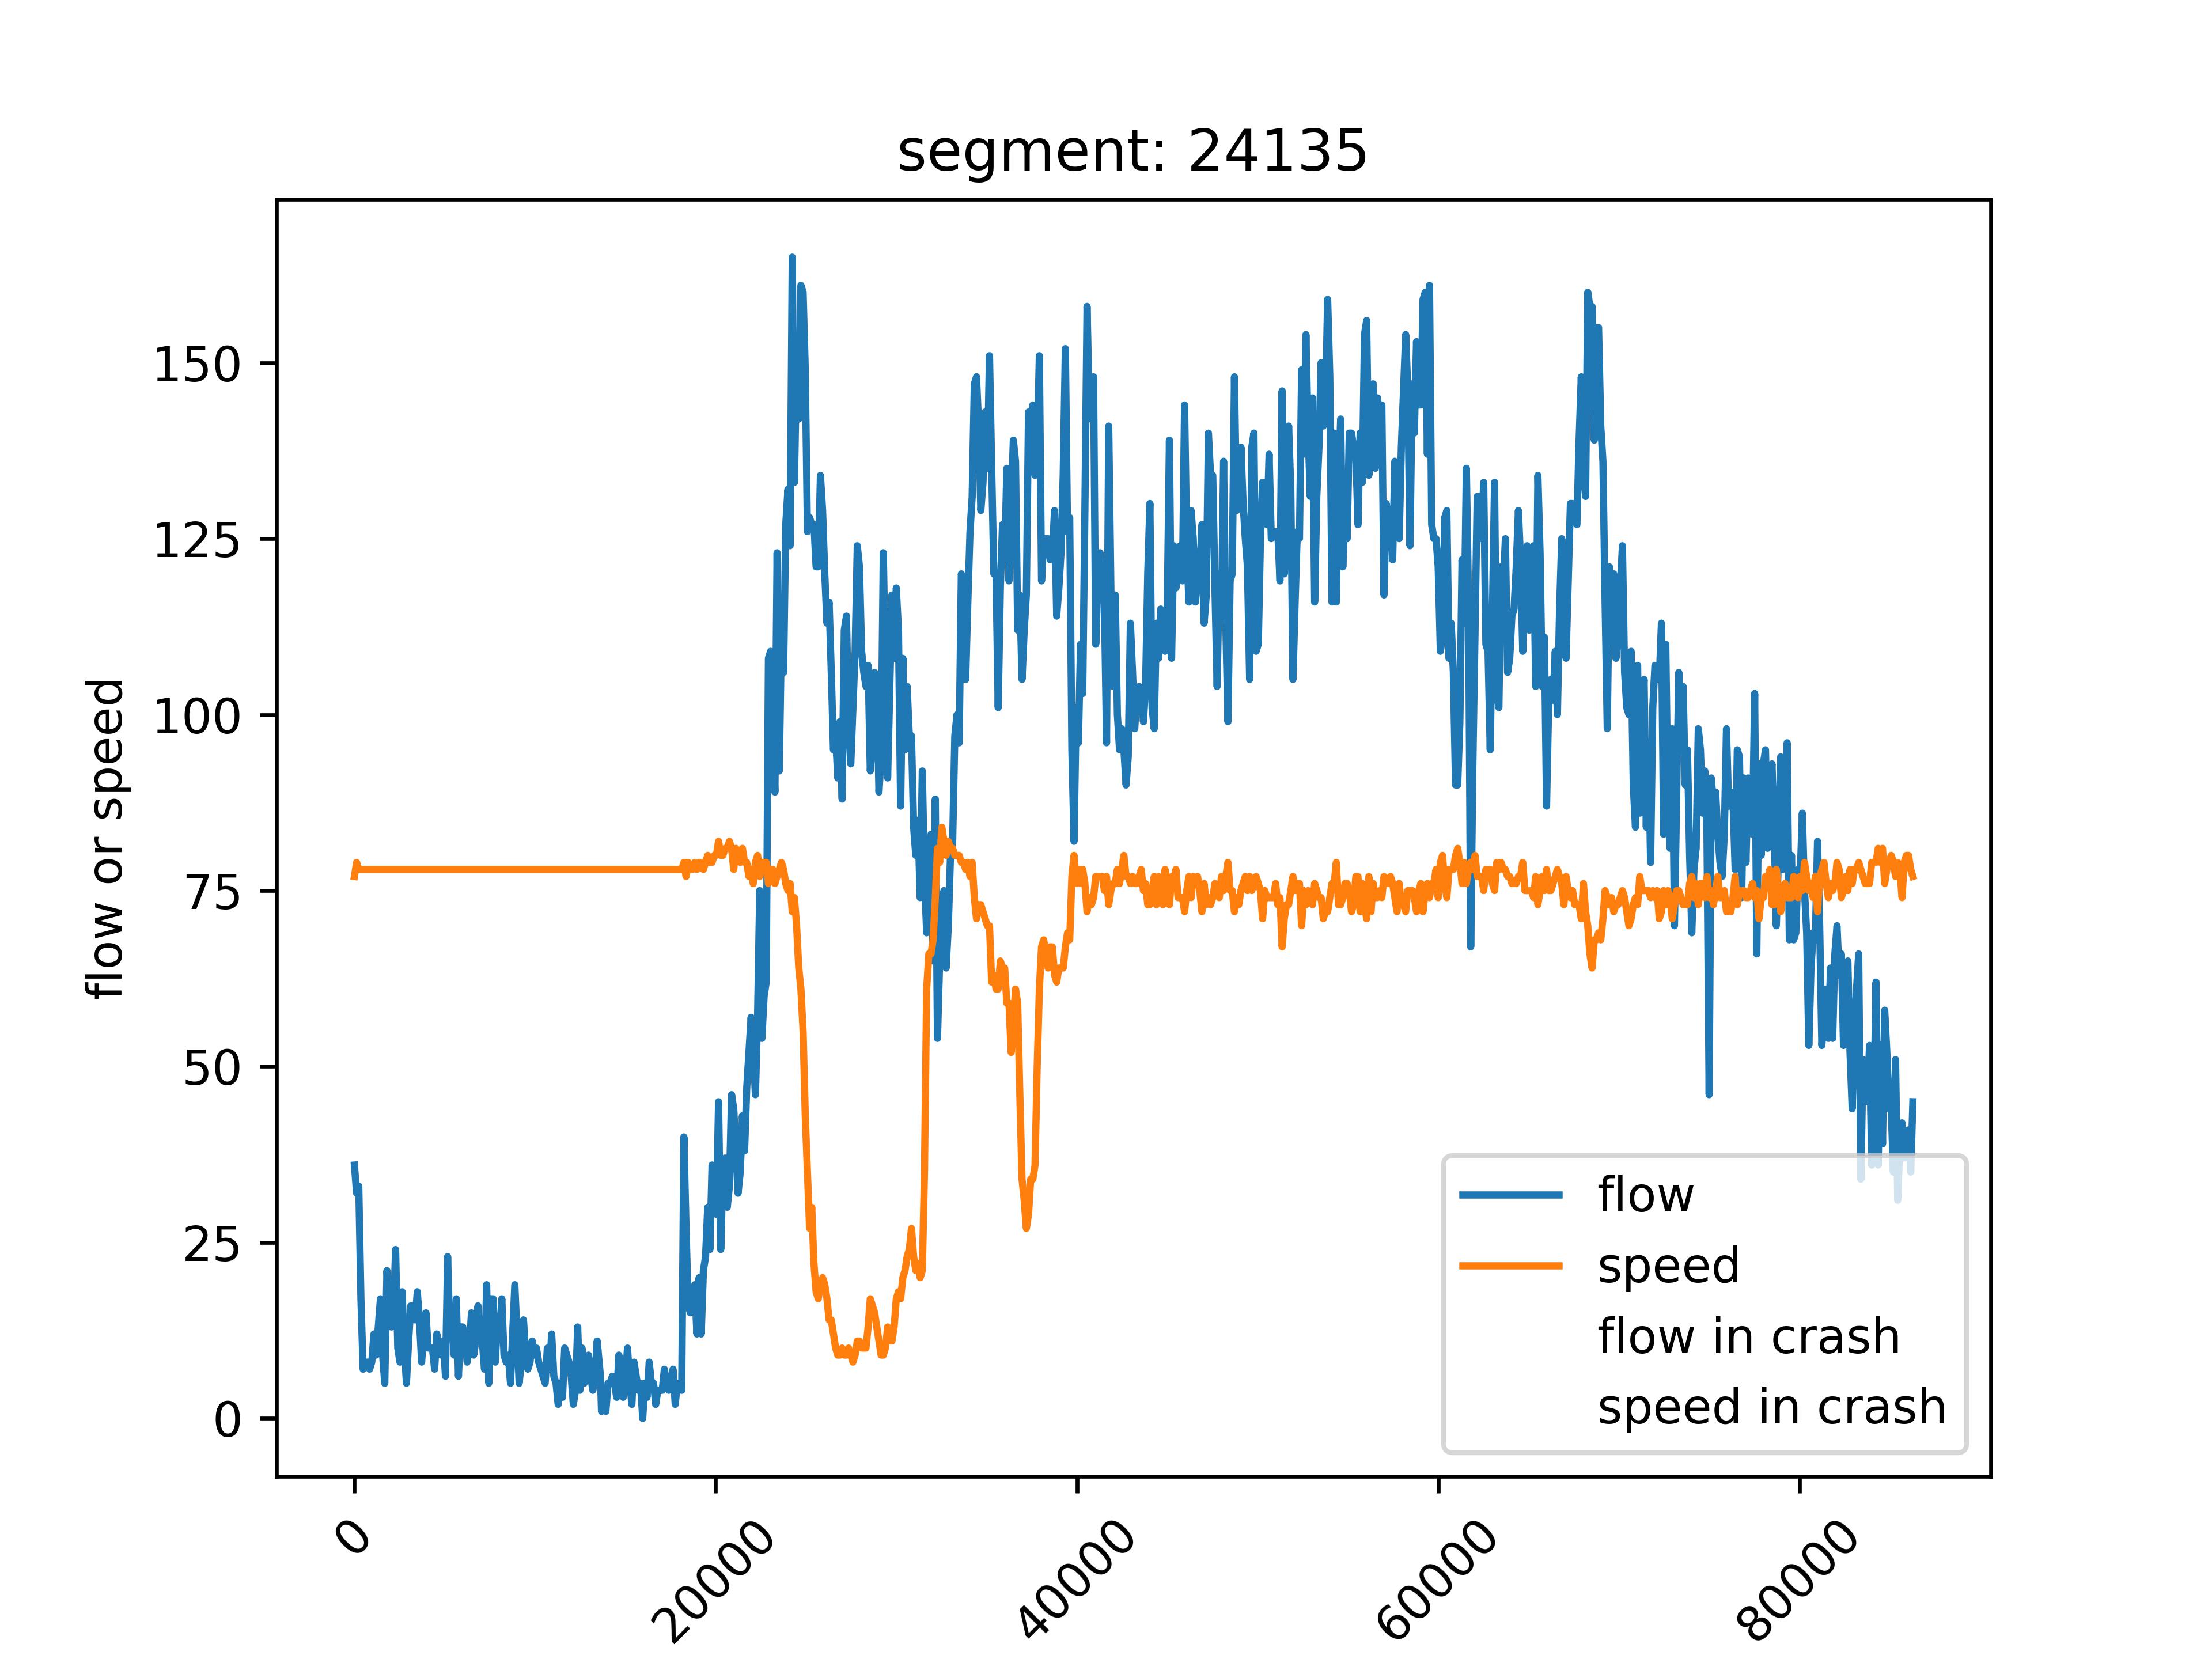 segment: 24135
flow or speed
150
125
100
75
50
25
0
flow
speed
flow in crash
speed in crash
0
20000
40000
60000
80000